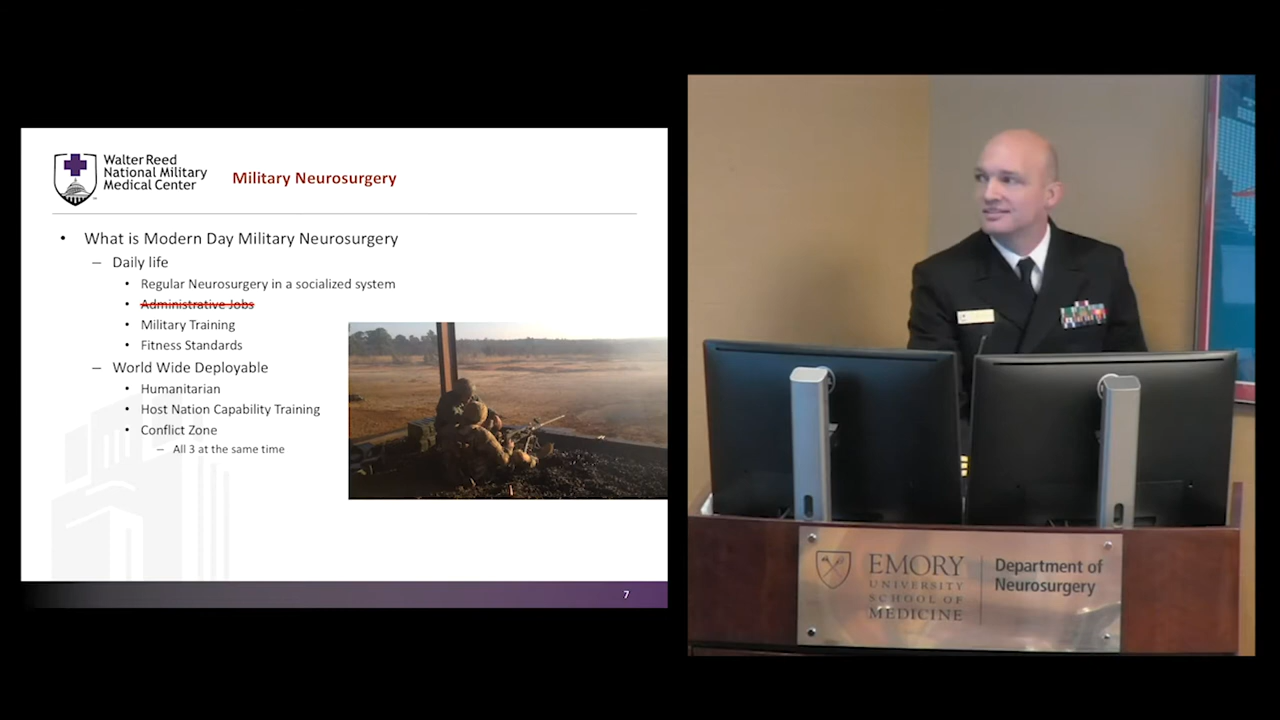 Walter Reed
National Military
Medical Center
Military Neurosurgery
• What is Modern Day Military Neurosurgery
– Daily life
• Regular Neurosurgery in a socialized system
• Administrative Jobs
• Military Training
• Fitness Standards
– World Wide Deployable
• Humanitarian
• Host Nation Capability Training
• Conflict Zone
– All 3 at the same time
7
EMORY
UNIVERSITY
SCHOOL OF
MEDICINE
Department of
Neurosurgery